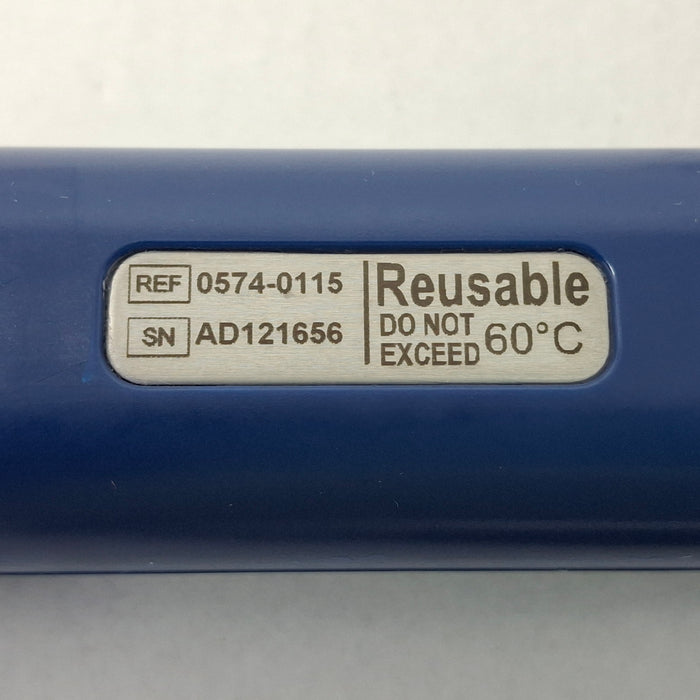 REF 0574-0115
SN AD121656
Reusable
DO NOT
EXCEED 60°C